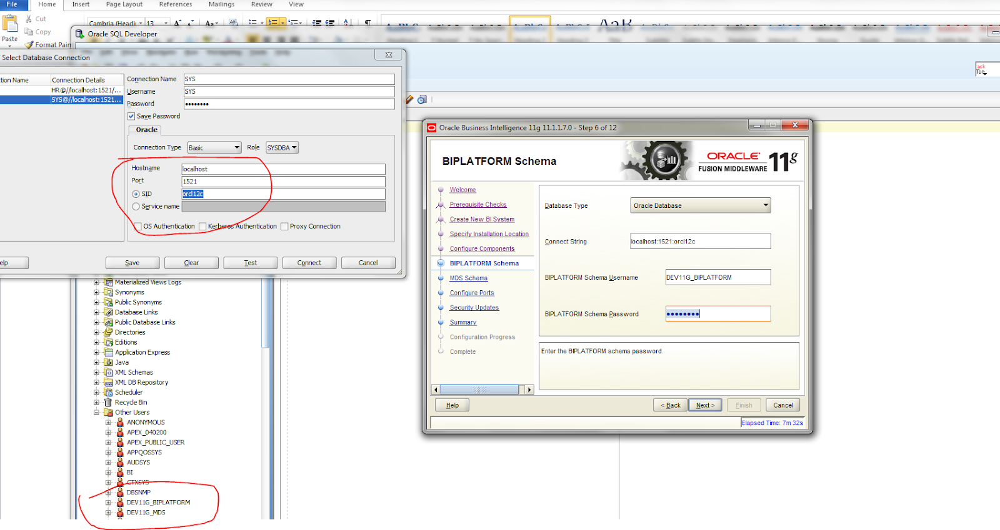 File Home Insert Page Layout References Mailings Review View
Cut
Copy
Paste
Format Pain
Cambria (Headi 13
Oracle SQL Developer
Select Database Connection
tion Name Connection Details
HR@//localhost:1521/...
SYS@//localhost:1521...
Connection Name SYS
Username SYS
Password ••••••••
Save Password
Oracle
Connection Type Basic Role SYSDBA
Hostname localhost
Port 1521
SID orcl12c
Service name
OS Authentication Kerberos Authentication Proxy Connection
elp Save Clear Test Connect Cancel
ask
Tom
Materialized Views Logs
Synonyms
Public Synonyms
Database Links
Public Database Links
Directories
Editions
Application Express
Java
XML Schemas
XML DB Repository
Scheduler
Recycle Bin
Other Users
ANONYMOUS
APEX_040200
APEX_PUBLIC_USER
APPQOSSYS
AUDSYS
BI
CTXSYS
DBSNMP
DEV11G_BIPLATFORM
DEV11G_MDS
Oracle Business Intelligence 11g 11.1.1.7.0 - Step 6 of 12
BIPLATFORM Schema
ORACLE
FUSION MIDDLEWARE 11g
Welcome
Prerequisite Checks
Create New BI System
Specify Installation Location
Configure Components
BIPLATFORM Schema
MDS Schema
Configure Ports
Security Updates
Summary
Configuration Progress
Complete
Database Type Oracle Database
Connect String localhost:1521:orcl12c
BIPLATFORM Schema Username DEV11G_BIPLATFORM
BIPLATFORM Schema Password ••••••••
Enter the BIPLATFORM schema password.
Help < Back Next > Finish Cancel
Elapsed Time: 7m 32s